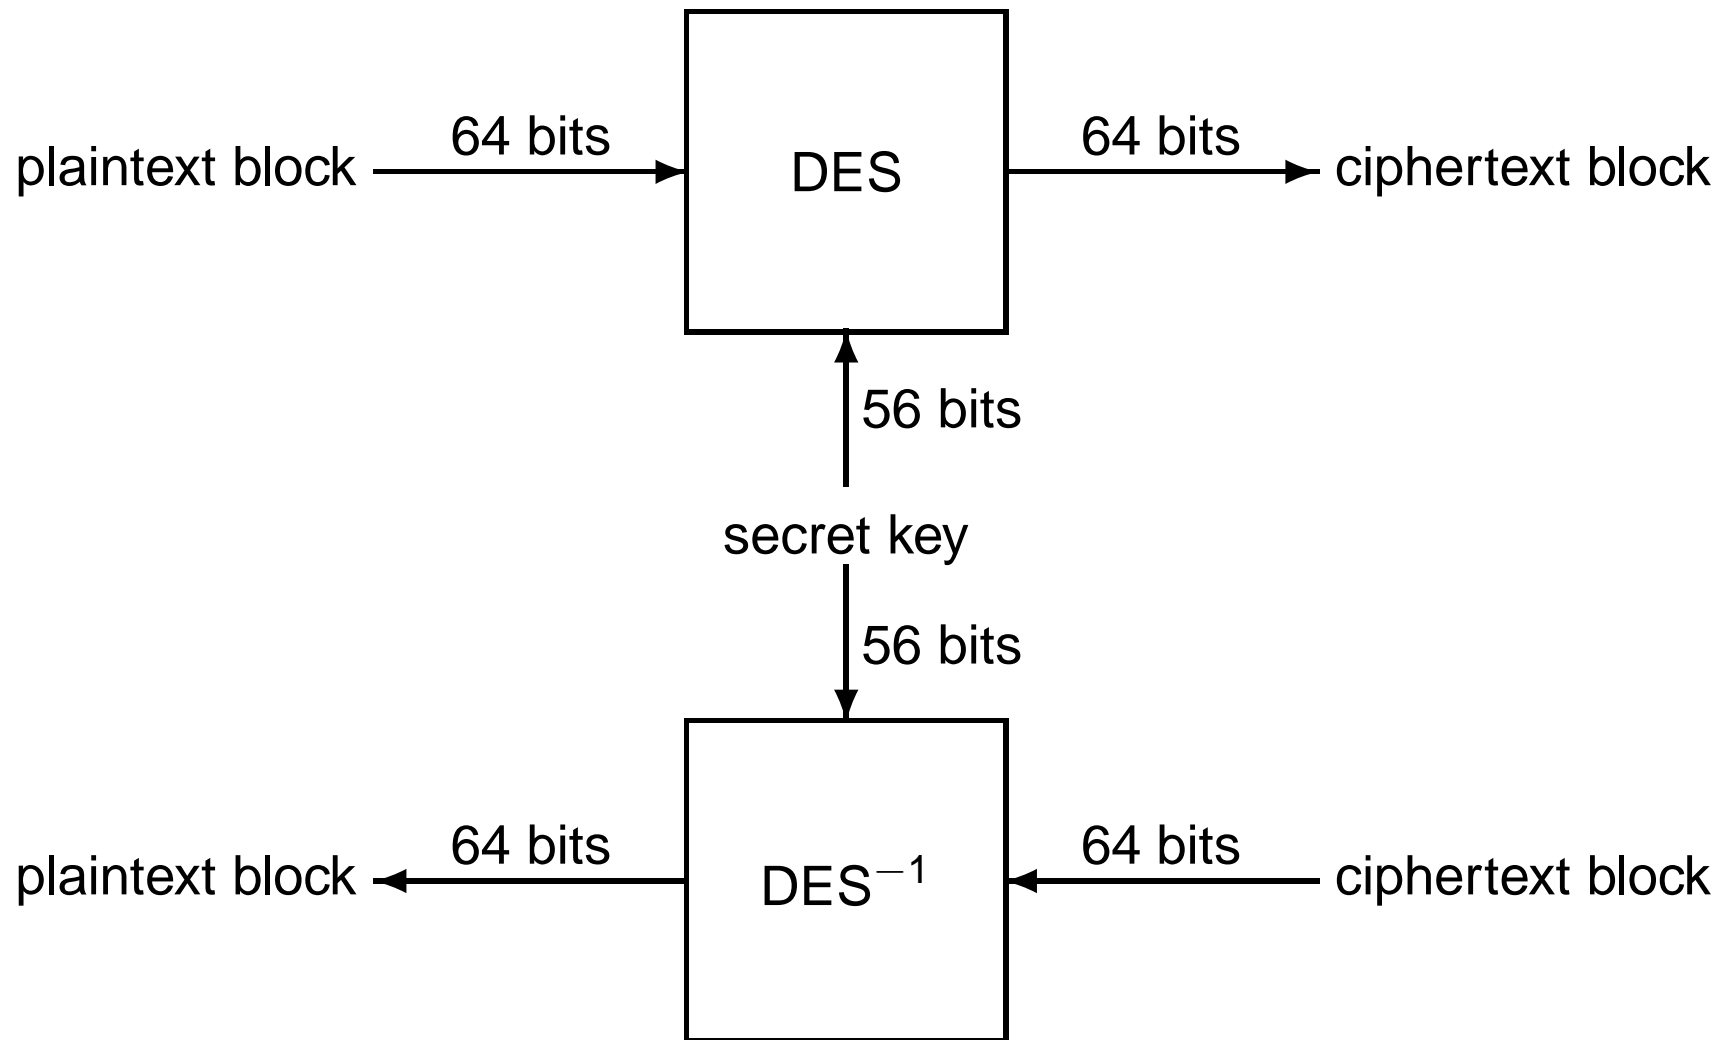 64 bits
64 bits
plaintext block
DES
ciphertext block
56 bits
secret key
56 bits
64 bits
64 bits
plaintext block
DES⁻¹
ciphertext block